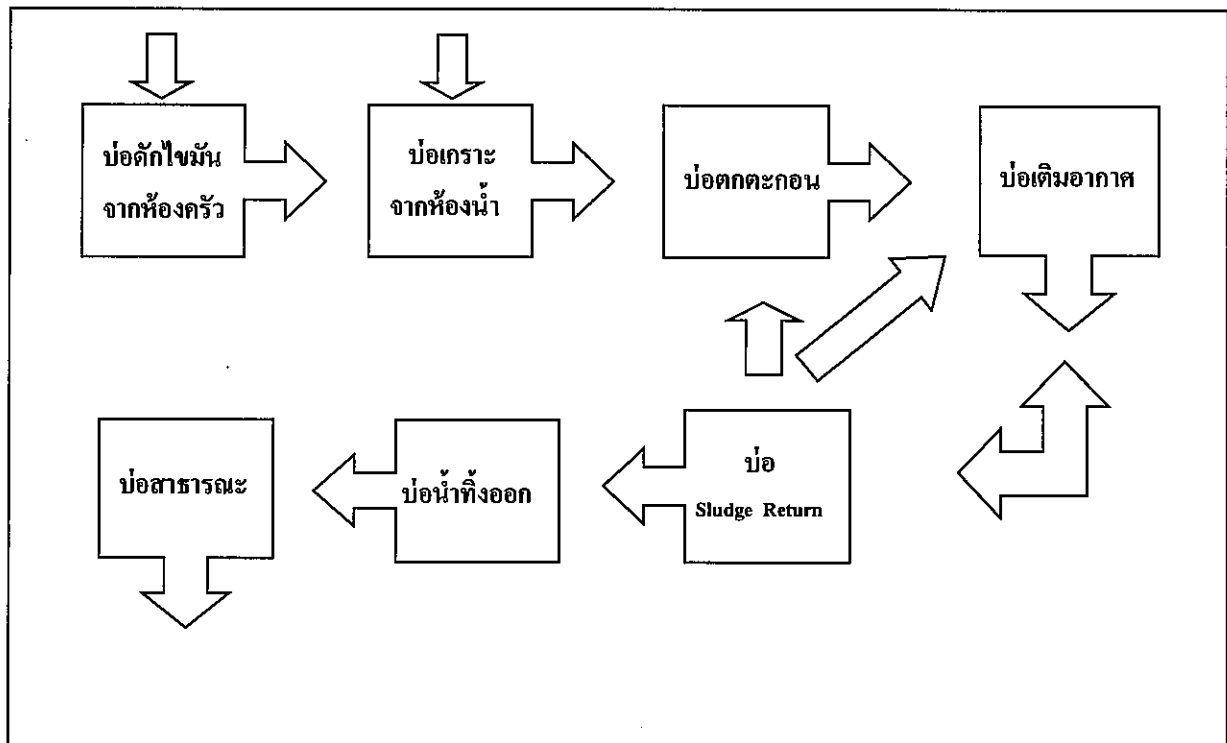 บ่อดักไขมัน
จากห้องครัว
บ่อเกราะ
จากห้องน้ำ
บ่อตกตะกอน
บ่อเติมอากาศ
บ่อสาธารณะ
บ่อน้ำทิ้งออก
บ่อ
Sludge Return